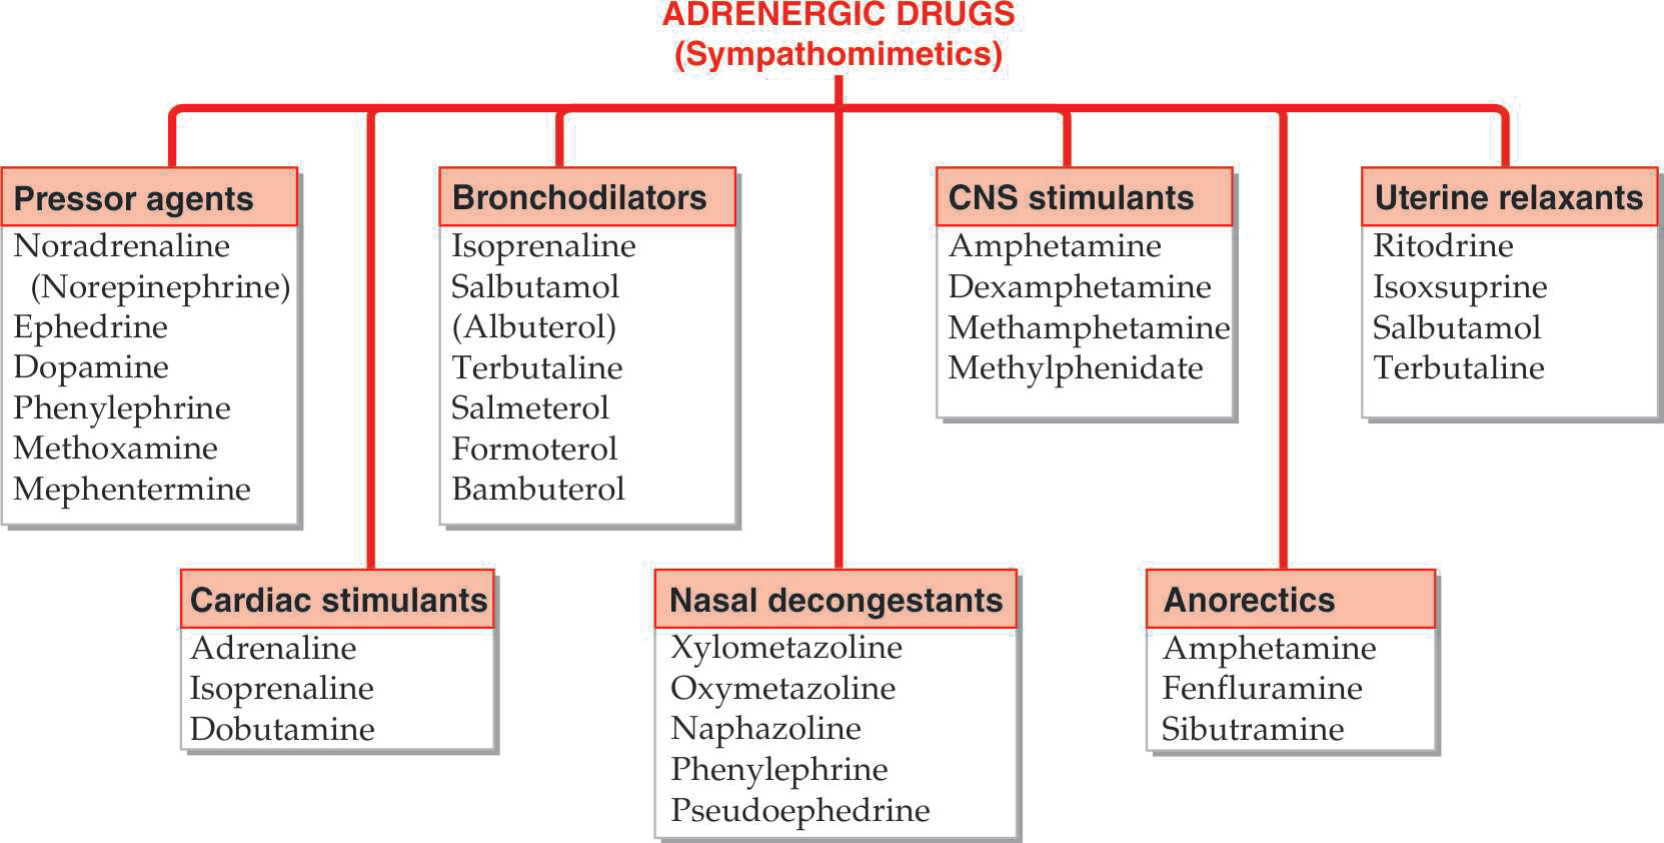 ADRENERGIC DRUGS
(Sympathomimetics)
Pressor agents
Noradrenaline
(Norepinephrine)
Ephedrine
Dopamine
Phenylephrine
Methoxamine
Mephentermine
Bronchodilators
Isoprenaline
Salbutamol
(Albuterol)
Terbutaline
Salmeterol
Formoterol
Bambuterol
CNS stimulants
Amphetamine
Dexamphetamine
Methamphetamine
Methylphenidate
Uterine relaxants
Ritodrine
Isoxsuprine
Salbutamol
Terbutaline
Cardiac stimulants
Adrenaline
Isoprenaline
Dobutamine
Nasal decongestants
Xylometazoline
Oxymetazoline
Naphazoline
Phenylephrine
Pseudoephedrine
Anorectics
Amphetamine
Fenfluramine
Sibutramine